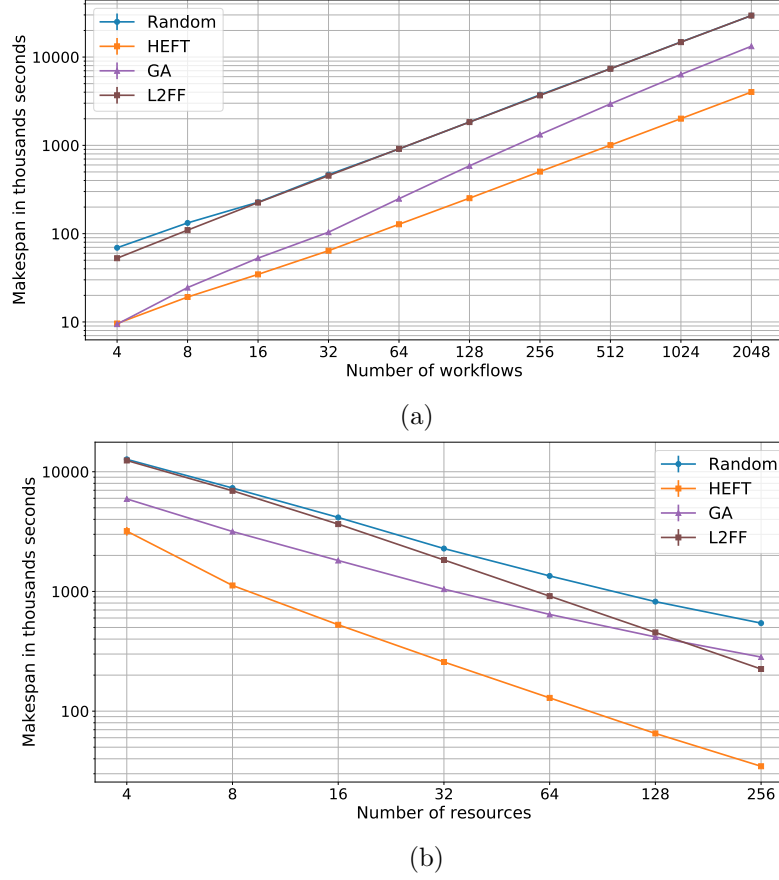 Random
HEFT
GA
L2FF
10000
1000
100
10
Makespan in thousands seconds
4 8 16 32 64 128 256 512 1024 2048
Number of workflows
(a)
Random
HEFT
GA
L2FF
10000
1000
100
Makespan in thousands seconds
4 8 16 32 64 128 256
Number of resources
(b)